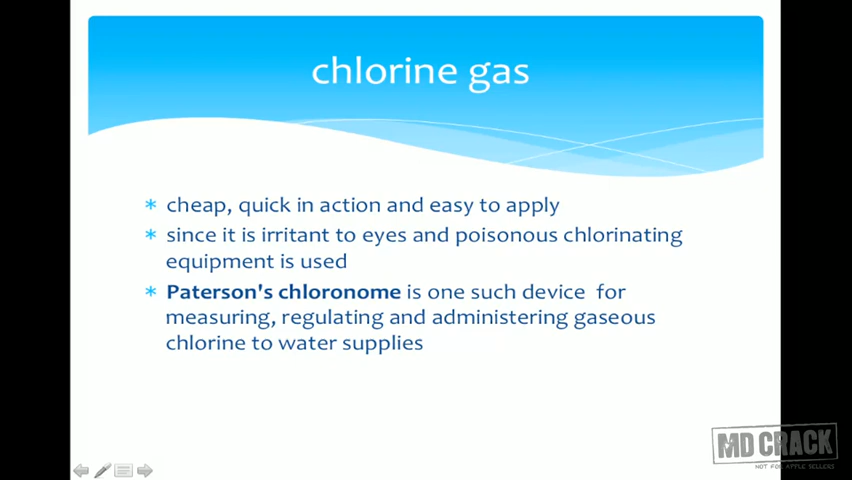 chlorine gas
cheap, quick in action and easy to apply
since it is irritant to eyes and poisonous chlorinating
equipment is used
Paterson's chloronome is one such device for
measuring, regulating and administering gaseous
chlorine to water supplies
MD CRACK
NOT FOR APPLE SELLERS